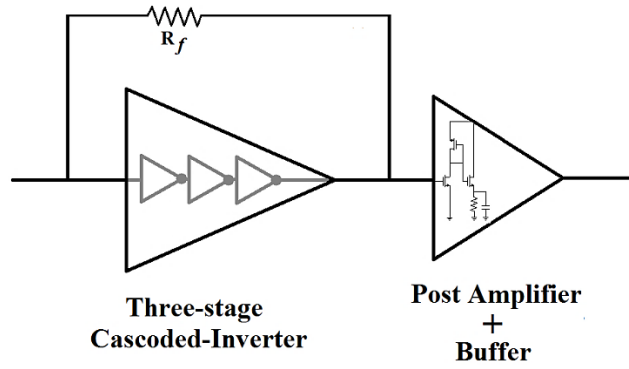 Rf
Three-stage
Cascoded-Inverter
Post Amplifier
+
Buffer